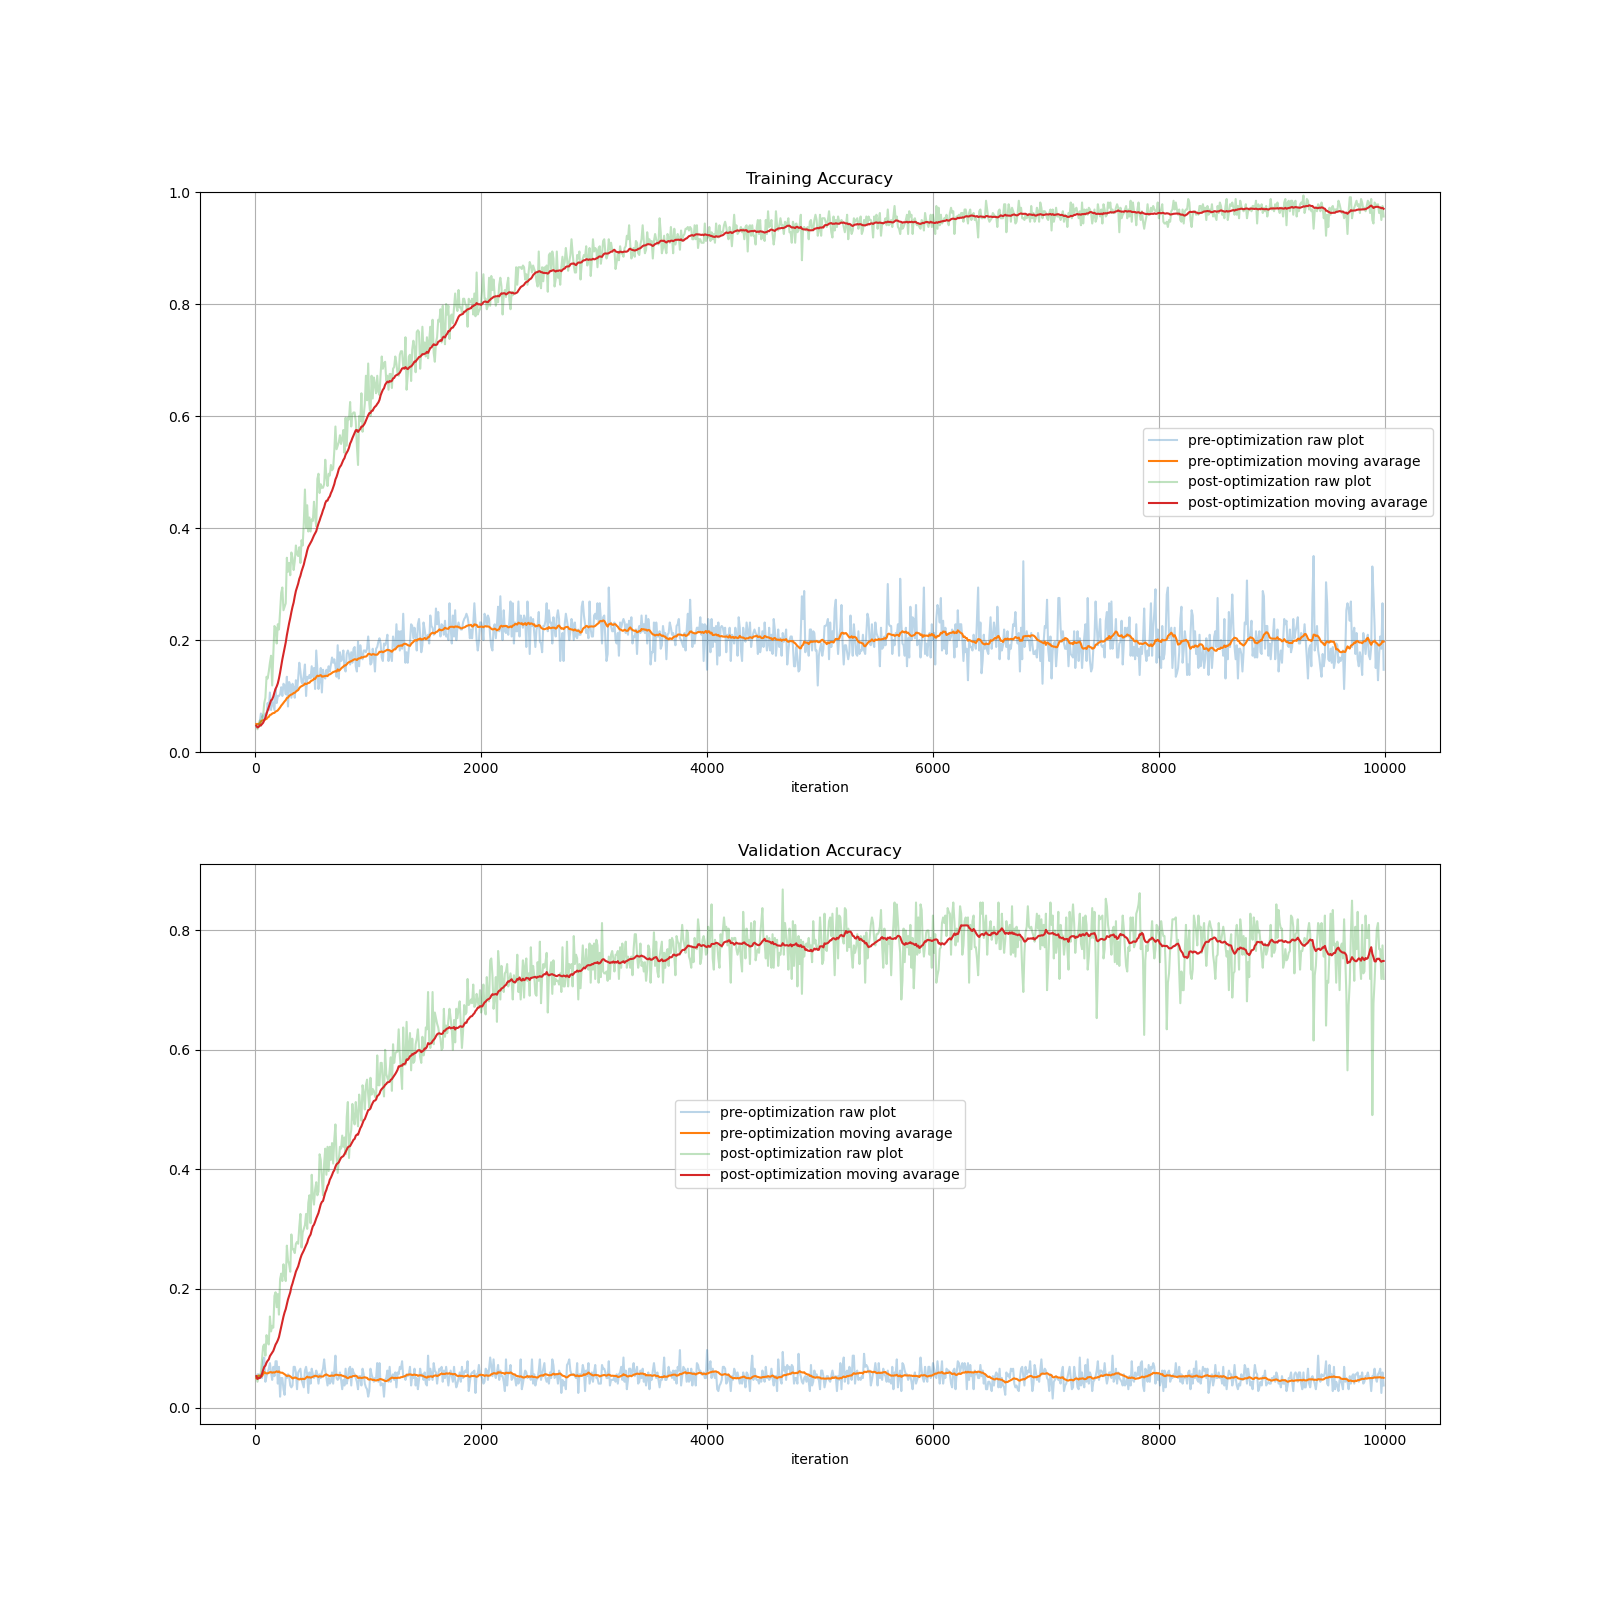 Training Accuracy
1.0
0.8
0.6
0.4
0.2
0.0
pre-optimization raw plot
pre-optimization moving avarage
post-optimization raw plot
post-optimization moving avarage
0 2000 4000 6000 8000 10000
iteration
Validation Accuracy
0.8
0.6
0.4
0.2
0.0
pre-optimization raw plot
pre-optimization moving avarage
post-optimization raw plot
post-optimization moving avarage
0 2000 4000 6000 8000 10000
iteration